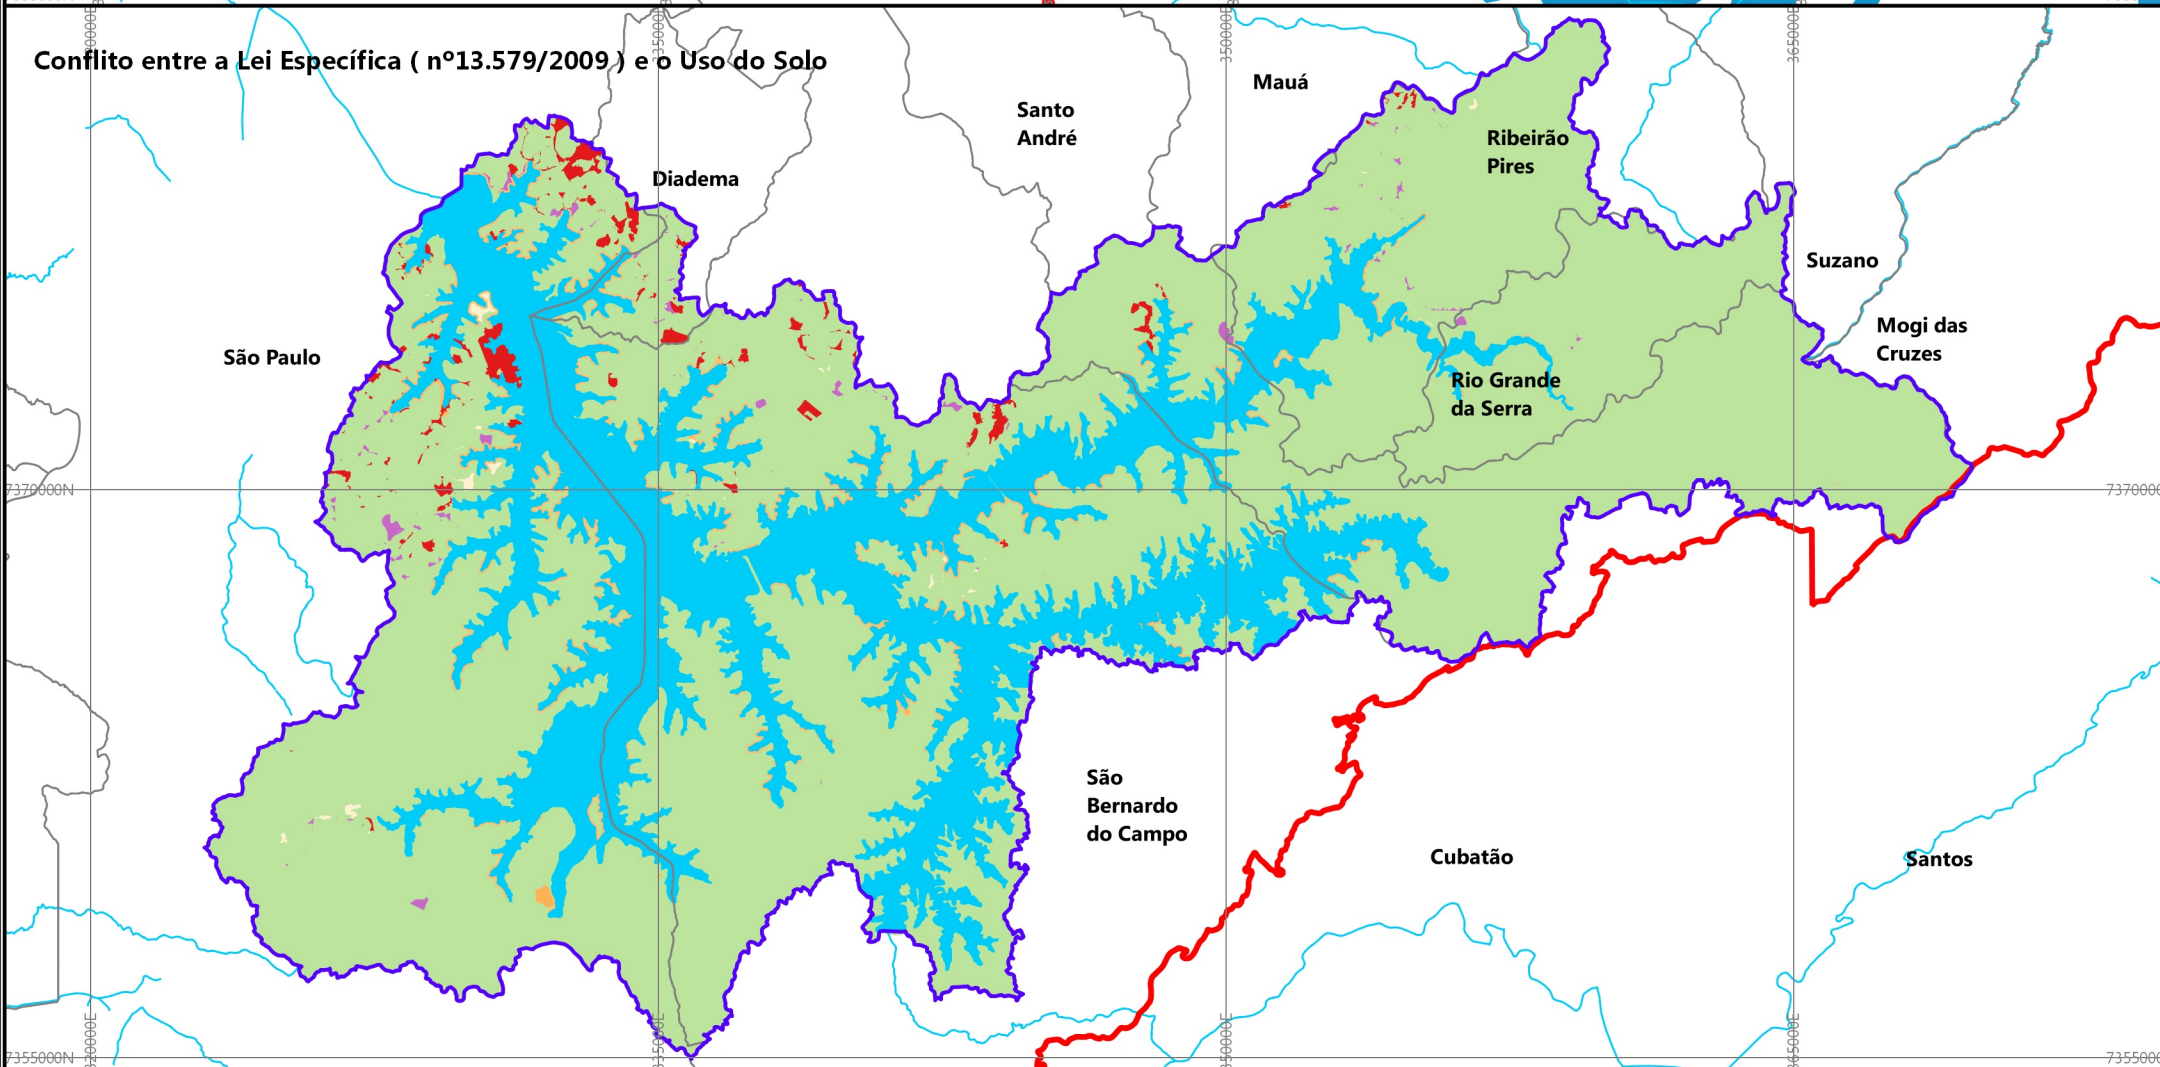 Conflito entre a Lei Específica ( nº13.579/2009 ) e o Uso do Solo
Mauá
Santo
André
Ribeirão
Pires
Diadema
Suzano
Mogi das
Cruzes
São Paulo
Rio Grande
da Serra
7370000N
São
Bernardo
do Campo
Cubatão
Santos
7355000N